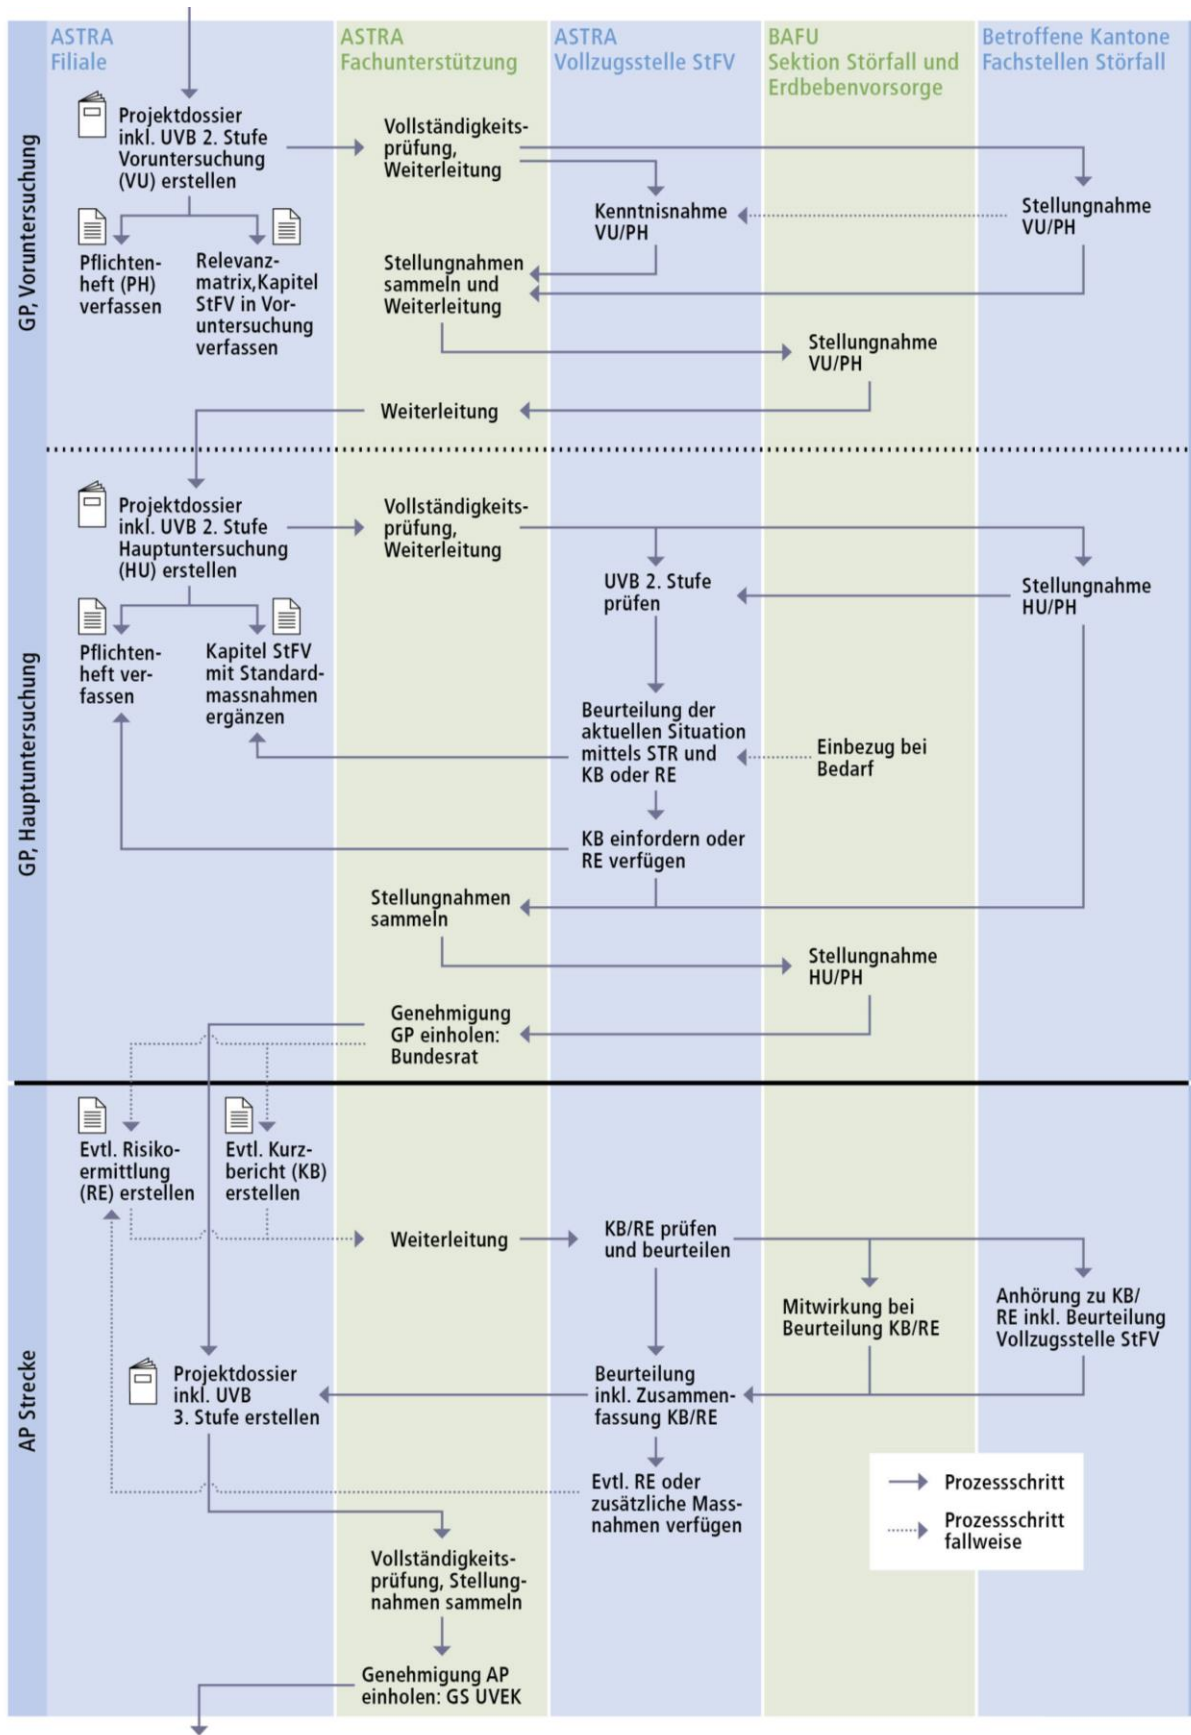 ASTRA
Filiale
ASTRA
Fachunterstützung
ASTRA
Vollzugsstelle StFV
BAFU
Sektion Störfall und
Erdbebenvorsorge
Betroffene Kantone
Fachstellen Störfall
GP, Voruntersuchung
Projektdossier
inkl. UVB 2. Stufe
Voruntersuchung
(VU) erstellen
Vollständigkeits-
prüfung,
Weiterleitung
Kenntnisnahme
VU/PH
Stellungnahme
VU/PH
Pflichten-
heft (PH)
verfassen
Relevanz-
matrix,Kapitel
StFV in Vor-
untersuchung
verfassen
Stellungnahmen
sammeln und
Weiterleitung
Stellungnahme
VU/PH
Weiterleitung
GP, Hauptuntersuchung
Projektdossier
inkl. UVB 2. Stufe
Hauptuntersuchung
(HU) erstellen
Vollständigkeits-
prüfung,
Weiterleitung
UVB 2. Stufe
prüfen
Stellungnahme
HU/PH
Pflichten-
heft ver-
fassen
Kapitel StFV
mit Standard-
massnahmen
ergänzen
Beurteilung der
aktuellen Situation
mittels STR und
KB oder RE
Einbezug bei
Bedarf
KB einfordern oder
RE verfügen
Stellungnahmen
sammeln
Stellungnahme
HU/PH
Genehmigung
GP einholen:
Bundesrat
AP Strecke
Evtl. Risiko-
ermittlung
(RE) erstellen
Evtl. Kurz-
bericht (KB)
erstellen
Weiterleitung
KB/RE prüfen
und beurteilen
Mitwirkung bei
Beurteilung KB/RE
Anhörung zu KB/
RE inkl. Beurteilung
Vollzugsstelle StFV
Projektdossier
inkl. UVB
3. Stufe erstellen
Beurteilung
inkl. Zusammen-
fassung KB/RE
Evtl. RE oder
zusätzliche Mass-
nahmen verfügen
Prozessschritt
Prozessschritt
fallweise
Vollständigkeits-
prüfung, Stellung-
nahmen sammeln
Genehmigung AP
einholen: GS UVEK